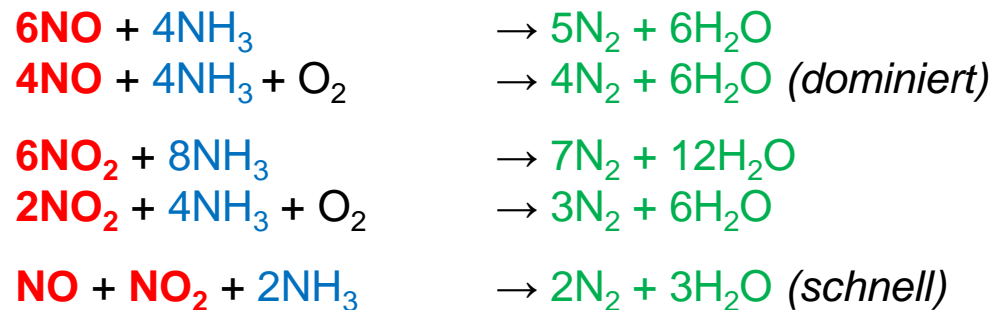 6NO + 4NH₃ → 5N₂ + 6H₂O
4NO + 4NH₃ + O₂ → 4N₂ + 6H₂O (dominiert)
6NO₂ + 8NH₃ → 7N₂ + 12H₂O
2NO₂ + 4NH₃ + O₂ → 3N₂ + 6H₂O
NO + NO₂ + 2NH₃ → 2N₂ + 3H₂O (schnell)